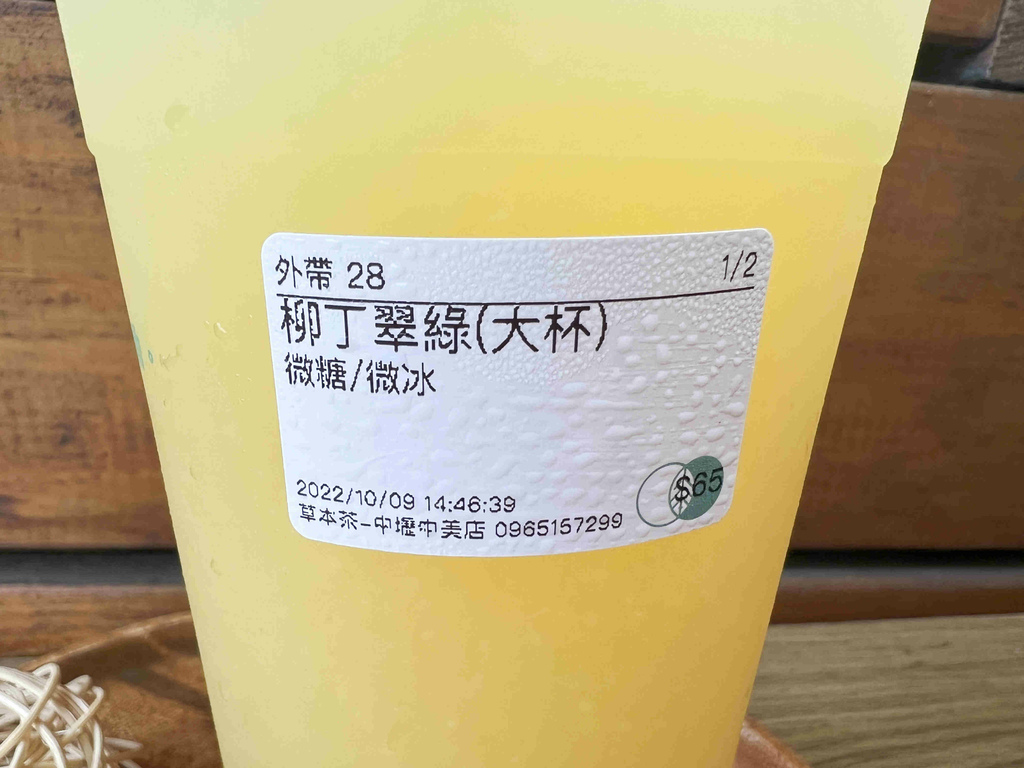 外帶 28 1/2
柳丁翠綠(大杯)
微糖/微冰
$65
2022/10/09 14:46:39
草本茶-中壢中美店 0965157299